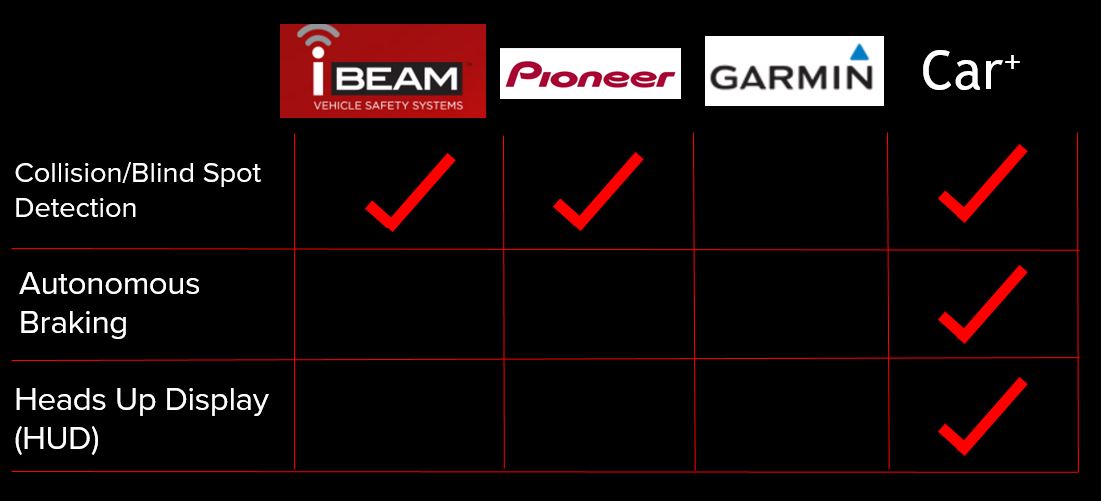 iBEAM
VEHICLE SAFETY SYSTEMS
Pioneer
GARMIN
Car+
Collision/Blind Spot
Detection
Autonomous
Braking
Heads Up Display
(HUD)